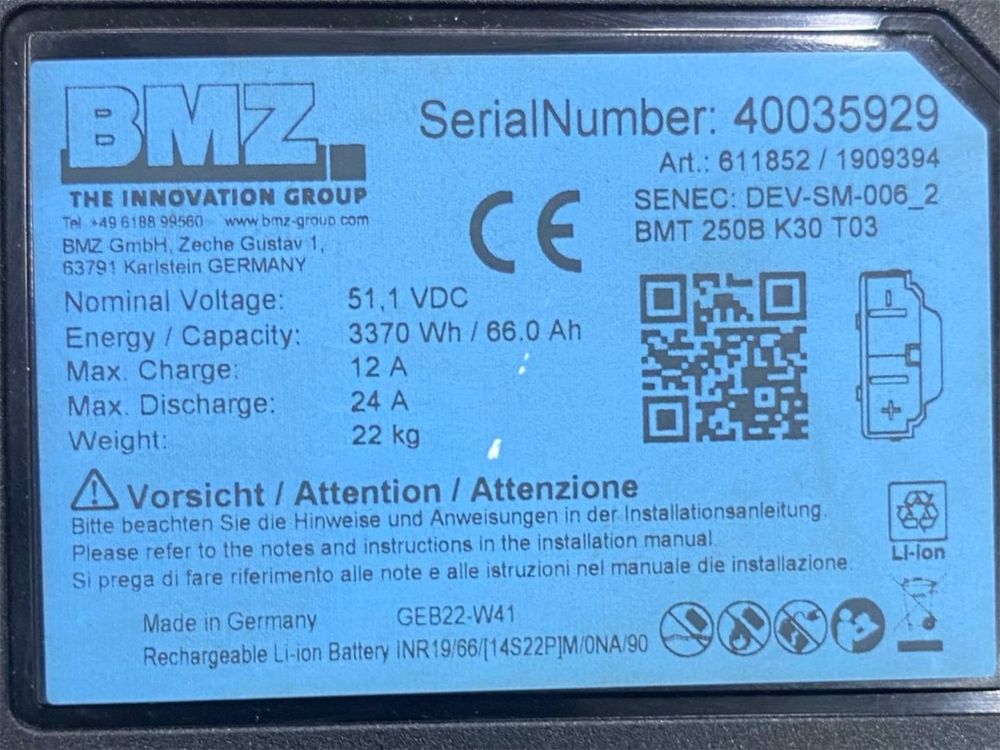 BMZ
THE INNOVATION GROUP
Tel +49 6188 99560 www.bmz-group.com
BMZ GmbH, Zeche Gustav 1,
63791 Karlstein GERMANY
SerialNumber: 40035929
Art.: 611852 / 1909394
SENEC: DEV-SM-006_2
BMT 250B K30 T03
CE
Nominal Voltage: 51,1 VDC
Energy / Capacity: 3370 Wh / 66.0 Ah
Max. Charge: 12 A
Max. Discharge: 24 A
Weight: 22 kg
Vorsicht / Attention / Attenzione
Bitte beachten Sie die Hinweise und Anweisungen in der Installationsanleitung.
Please refer to the notes and instructions in the installation manual.
Si prega di fare riferimento alle note e alle istruzioni nel manuale die installazione.
Li-ion
Made in Germany GEB22-W41
Rechargeable Li-ion Battery INR19/66/[14S22P]M/0NA/90